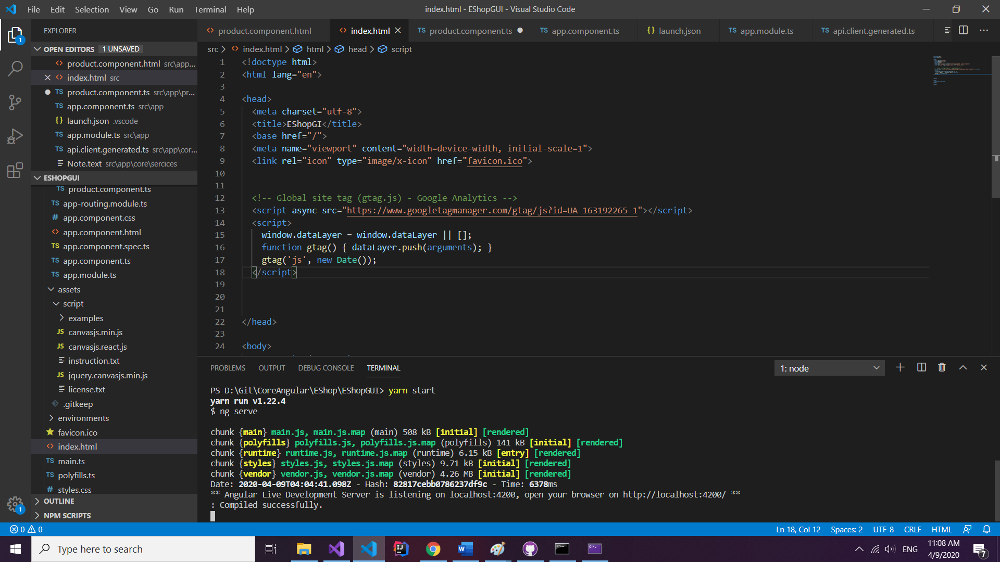 File Edit Selection View Go Run Terminal Help
index.html - EShopGUI - Visual Studio Code
EXPLORER
OPEN EDITORS 1 UNSAVED
product.component.html src\app...
index.html src
product.component.ts src\app\pr...
app.component.ts src\app
launch.json .vscode
app.module.ts src\app
api.client.generated.ts src\app\cor...
Note.text src\app\core\sercices
ESHOPGUI
product.component.ts
app-routing.module.ts
app.component.css
app.component.html
app.component.spec.ts
app.component.ts
app.module.ts
assets
script
examples
canvasjs.min.js
canvasjs.react.js
instruction.txt
jquery.canvasjs.min.js
license.txt
.gitkeep
environments
favicon.ico
index.html
main.ts
polyfills.ts
styles.css
OUTLINE
NPM SCRIPTS
product.component.html index.html product.component.ts app.component.ts launch.json app.module.ts api.client.generated.ts
src > index.html > html > head > script
1 <!doctype html>
2 <html lang="en">
3
4 <head>
5 <meta charset="utf-8">
6 <title>EShopGI</title>
7 <base href="/">
8 <meta name="viewport" content="width=device-width, initial-scale=1">
9 <link rel="icon" type="image/x-icon" href="favicon.ico">
10
11
12 <!-- Global site tag (gtag.js) - Google Analytics -->
13 <script async src="https://www.googletagmanager.com/gtag/js?id=UA-163192265-1"></script>
14 <script>
15 window.dataLayer = window.dataLayer || [];
16 function gtag() { dataLayer.push(arguments); }
17 gtag('js', new Date());
18 </script>
19
20
21
22 </head>
23
24 <body>
PROBLEMS OUTPUT DEBUG CONSOLE TERMINAL
1: node
PS D:\Git\CoreAngular\EShop\EShopGUI> yarn start
yarn run v1.22.4
$ ng serve
chunk {main} main.js, main.js.map (main) 508 kB [initial] [rendered]
chunk {polyfills} polyfills.js, polyfills.js.map (polyfills) 141 kB [initial] [rendered]
chunk {runtime} runtime.js, runtime.js.map (runtime) 6.15 kB [entry] [rendered]
chunk {styles} styles.js, styles.js.map (styles) 9.71 kB [initial] [rendered]
chunk {vendor} vendor.js, vendor.js.map (vendor) 4.26 MB [initial] [rendered]
Date: 2020-04-09T04:04:41.098Z - Hash: 82817cebb0786237df9c - Time: 6378ms
** Angular Live Development Server is listening on localhost:4200, open your browser on http://localhost:4200/ **
: Compiled successfully.
0 0
Ln 18, Col 12 Spaces: 2 UTF-8 CRLF HTML
Type here to search
ENG
11:08 AM
4/9/2020
7